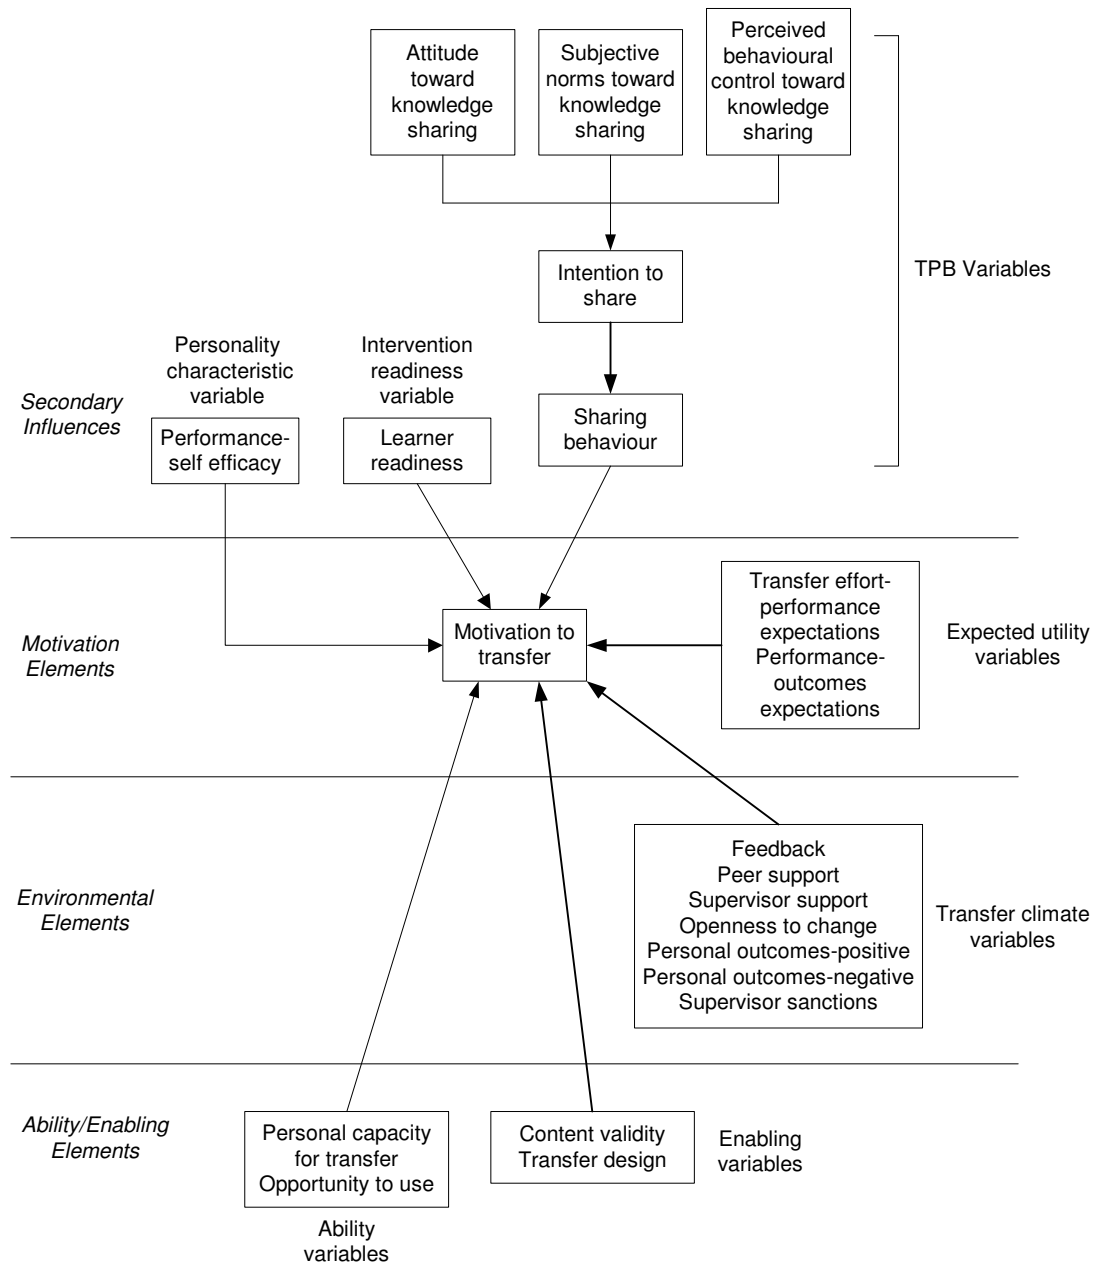 Attitude
toward
knowledge
sharing
Subjective
norms toward
knowledge
sharing
Perceived
behavioural
control toward
knowledge
sharing
TPB Variables
Intention to
share
Personality
characteristic
variable
Intervention
readiness
variable
Secondary
Influences
Performance-
self efficacy
Learner
readiness
Sharing
behaviour
Motivation
Elements
Motivation to
transfer
Transfer effort-
performance
expectations
Performance-
outcomes
expectations
Expected utility
variables
Environmental
Elements
Feedback
Peer support
Supervisor support
Openness to change
Personal outcomes-positive
Personal outcomes-negative
Supervisor sanctions
Transfer climate
variables
Ability/Enabling
Elements
Personal capacity
for transfer
Opportunity to use
Ability
variables
Content validity
Transfer design
Enabling
variables